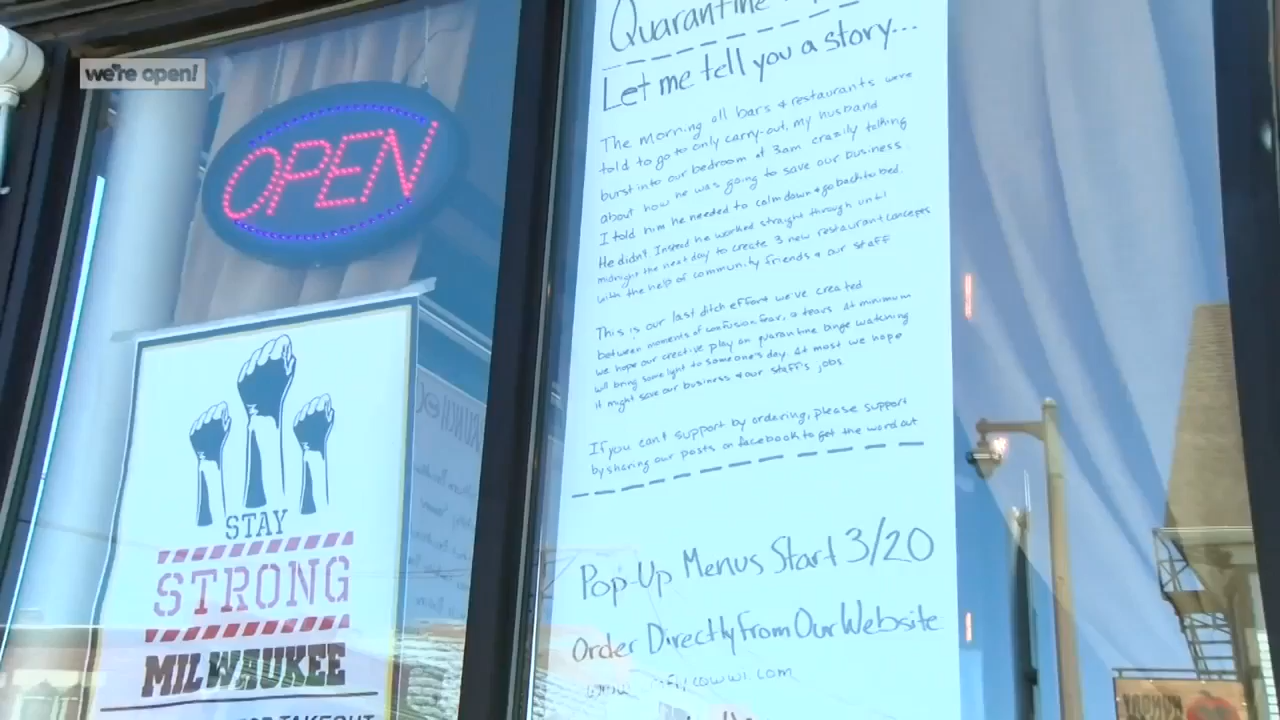 we're open!
OPEN
STAY
STRONG
MILWAUKEE
Quarantine
Let me tell you a story...
The morning all bars & restaurants were
told to go to only carry-out, my husband
burst into our bedroom at 3am crazily talking
about how he was going to save our business.
I told him he needed to calm down & go back to bed.
He didn't. Instead he worked straight through until
midnight the next day to create 3 new restaurant concepts
with the help of community friends & our staff
This is our last ditch effort we've created
between moments of confusion, fear, & tears. At minimum
we hope our creative play on quarantine binge watching
will bring some light to someone's day. At most we hope
it might save our business & our staff's jobs.
If you can't support by ordering, please support
by sharing our posts on facebook to get the word out
Pop-Up Menus Start 3/20
Order Directly From Our Website